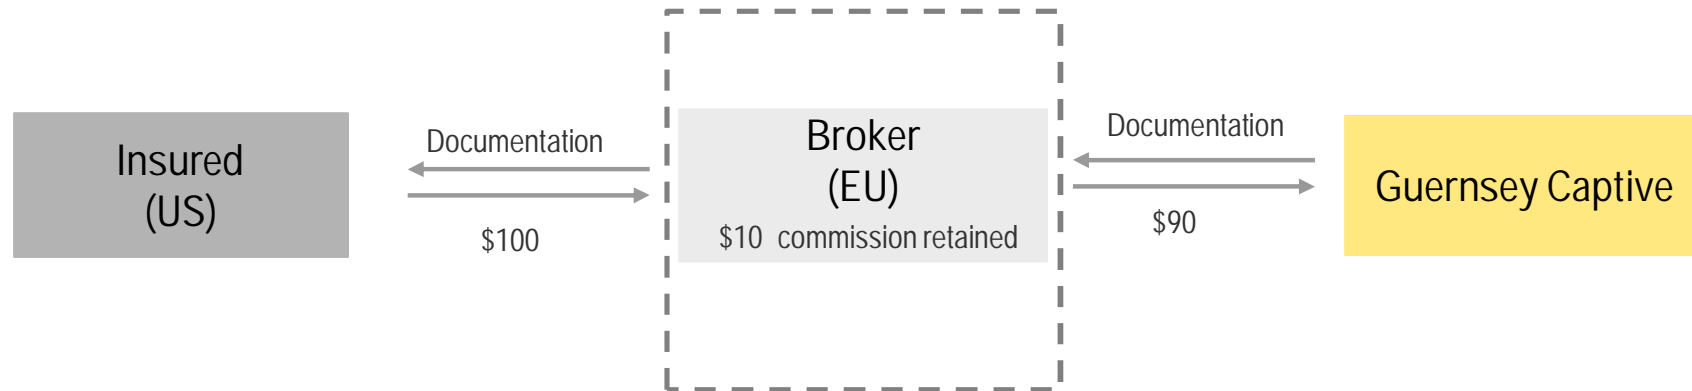 Insured
(US)
Documentation
$100
Broker
(EU)
$10 commission retained
Documentation
$90
Guernsey Captive